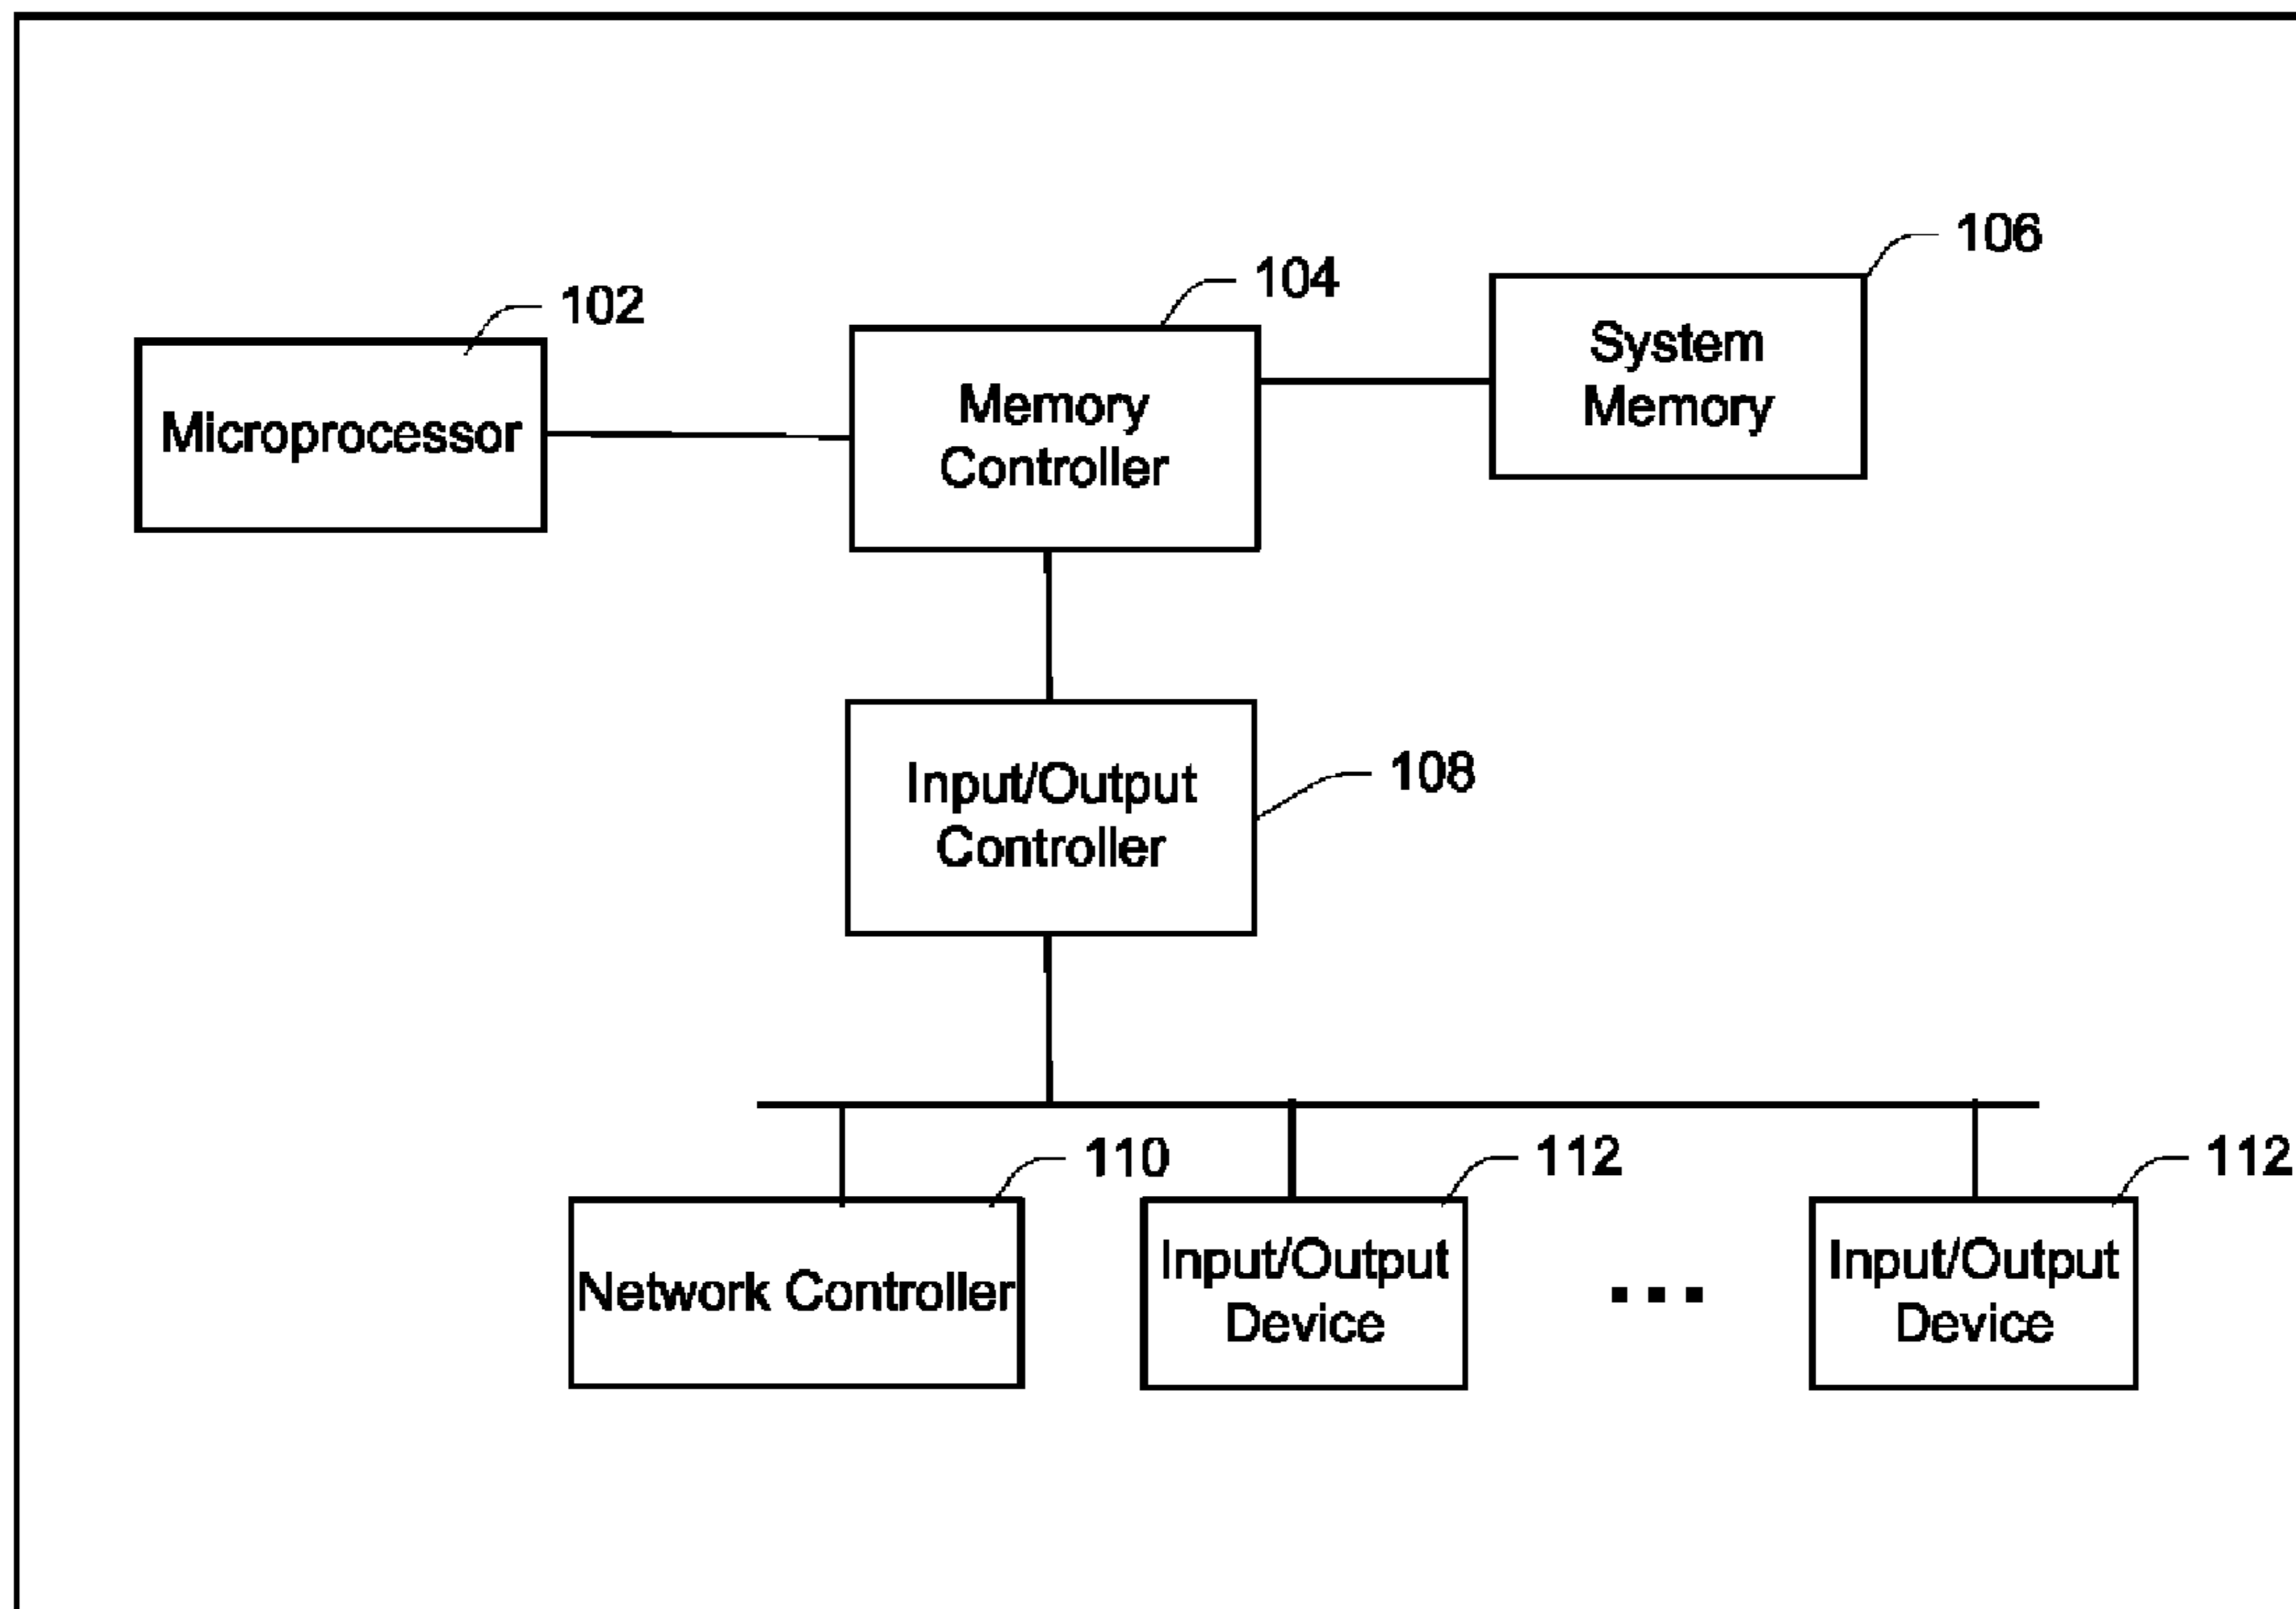 106
104
102
System
Memory
Memory
Controller
Microprocessor
108
Input/Output
Controller
110
112
112
Network Controller
Input/Output
Device
...
Input/Output
Device